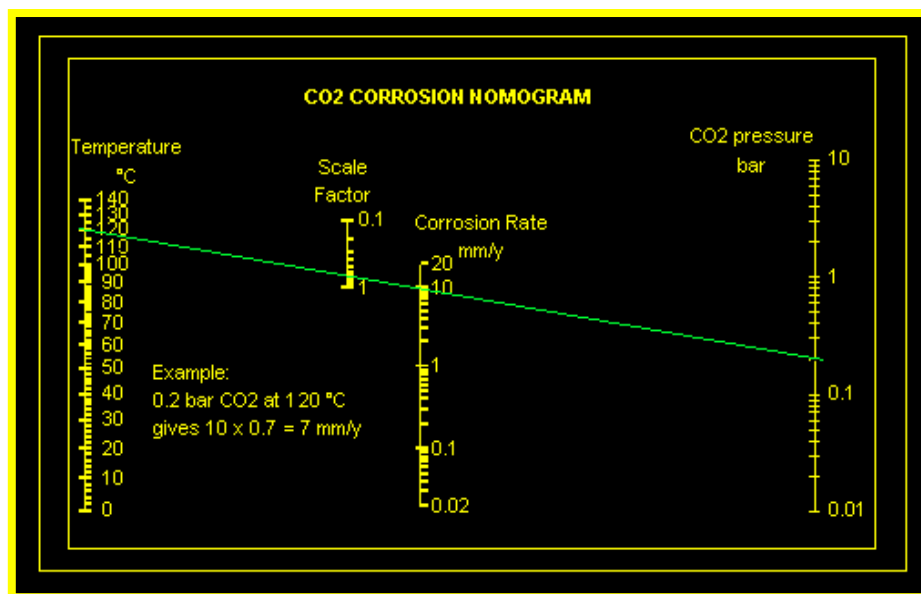 CO2 CORROSION NOMOGRAM
Temperature
°C
140
130
120
110
100
90
80
70
60
50
40
30
20
10
0
Scale
Factor
0.1
1
Corrosion Rate
mm/y
20
10
1
0.1
0.02
CO2 pressure
bar
10
1
0.1
0.01
Example:
0.2 bar CO2 at 120 °C
gives 10 x 0.7 = 7 mm/y